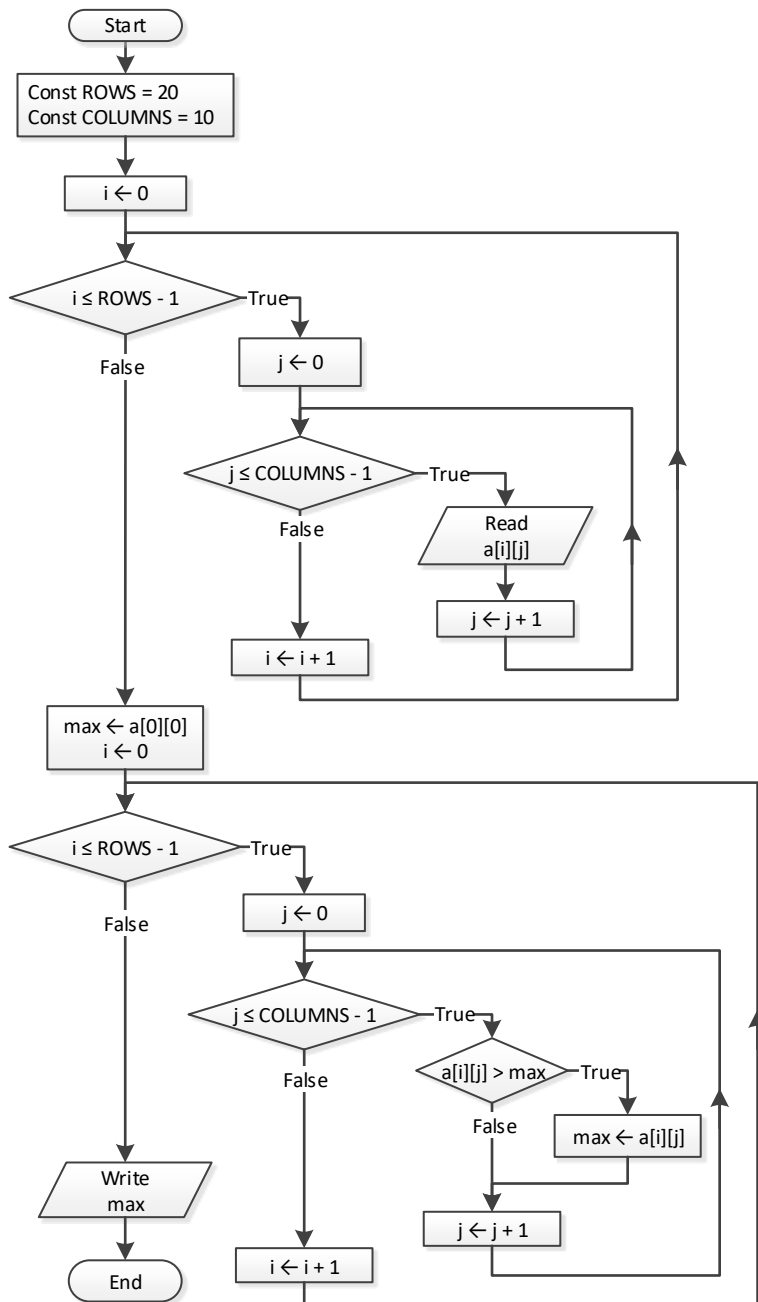 Start
Const ROWS = 20
Const COLUMNS = 10
i ← 0
i ≤ ROWS - 1
True
False
j ← 0
j ≤ COLUMNS - 1
True
False
Read
a[i][j]
j ← j + 1
i ← i + 1
max ← a[0][0]
i ← 0
i ≤ ROWS - 1
True
False
j ← 0
j ≤ COLUMNS - 1
True
False
a[i][j] > max
True
False
max ← a[i][j]
j ← j + 1
i ← i + 1
Write
max
End